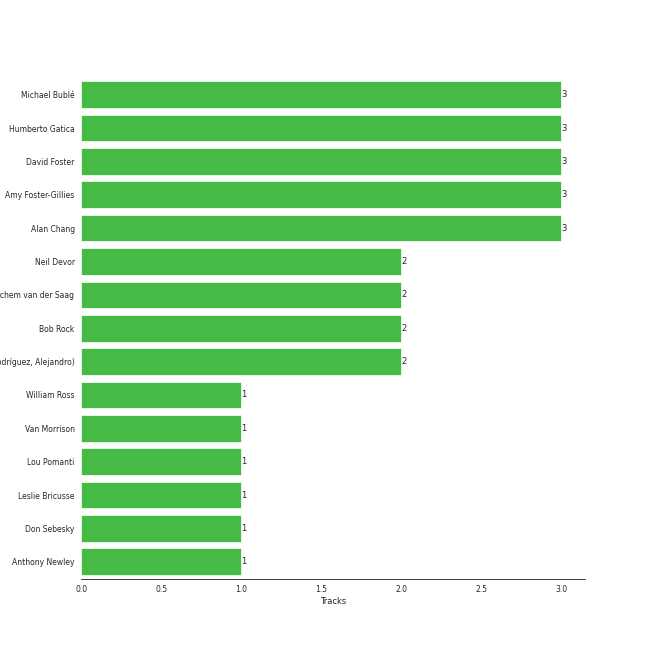 Michael Bublé 3
Humberto Gatica 3
David Foster 3
Amy Foster-Gillies 3
Alan Chang 3
Neil Devor 2
chem van der Saag 2
Bob Rock 2
odríguez, Alejandro) 2
William Ross 1
Van Morrison 1
Lou Pomanti 1
Leslie Bricusse 1
Don Sebesky 1
Anthony Newley 1
0.0 0.5 1.0 1.5 2.0 2.5 3.0
Tracks